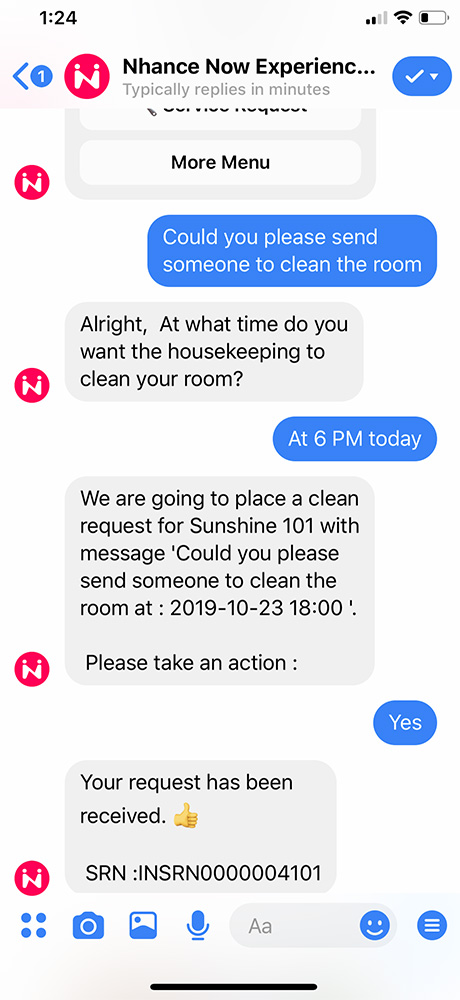 1:24
1
Nhance Now Experienc...
Typically replies in minutes
Service Request
More Menu
Could you please send
someone to clean the room
Alright,  At what time do you
want the housekeeping to
clean your room?
At 6 PM today
We are going to place a clean
request for Sunshine 101 with
message 'Could you please
send someone to clean the
room at : 2019-10-23 18:00 '.
Please take an action :
Yes
Your request has been
received. 👍
SRN :INSRN0000004101
Aa